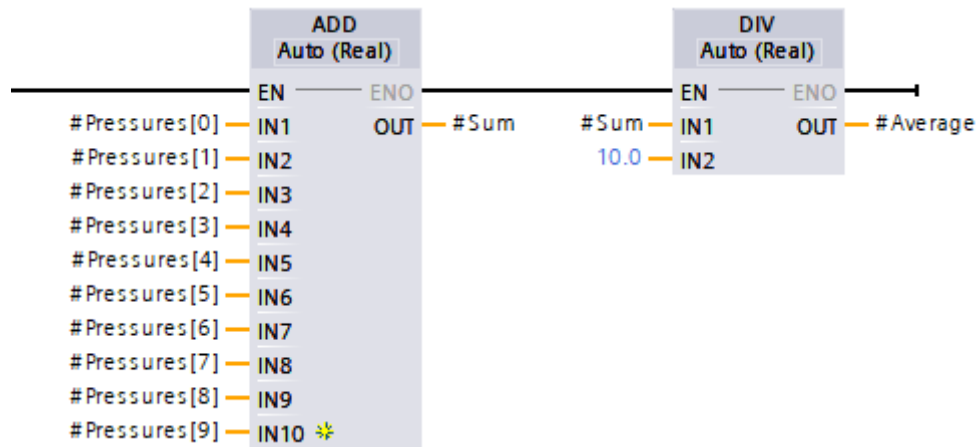 ADD DIV
Auto (Real) Auto (Real)
EN ENO EN ENO
#Pressures[0] IN1 OUT #Sum #Sum IN1 OUT #Average
#Pressures[1] IN2 10.0 IN2
#Pressures[2] IN3
#Pressures[3] IN4
#Pressures[4] IN5
#Pressures[5] IN6
#Pressures[6] IN7
#Pressures[7] IN8
#Pressures[8] IN9
#Pressures[9] IN10